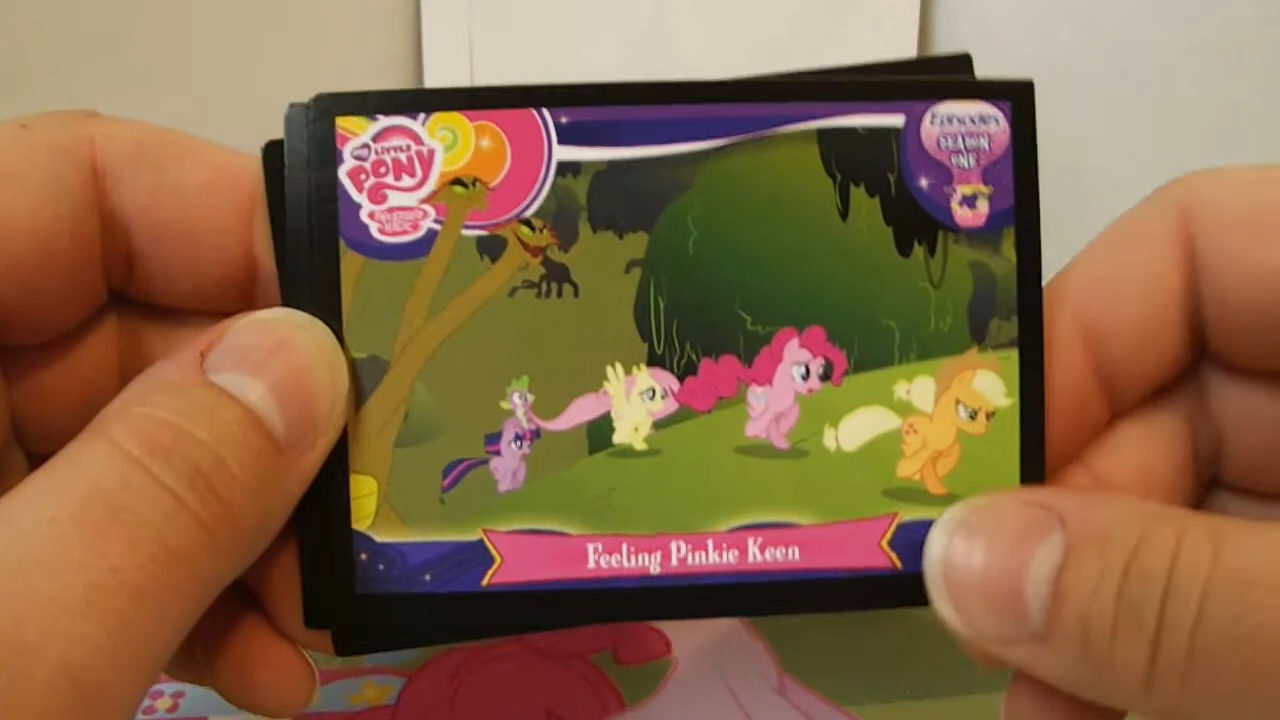 MY LITTLE
PONY
FRIENDSHIP IS
MAGIC
Episodes
SEASON
ONE
Feeling Pinkie Keen